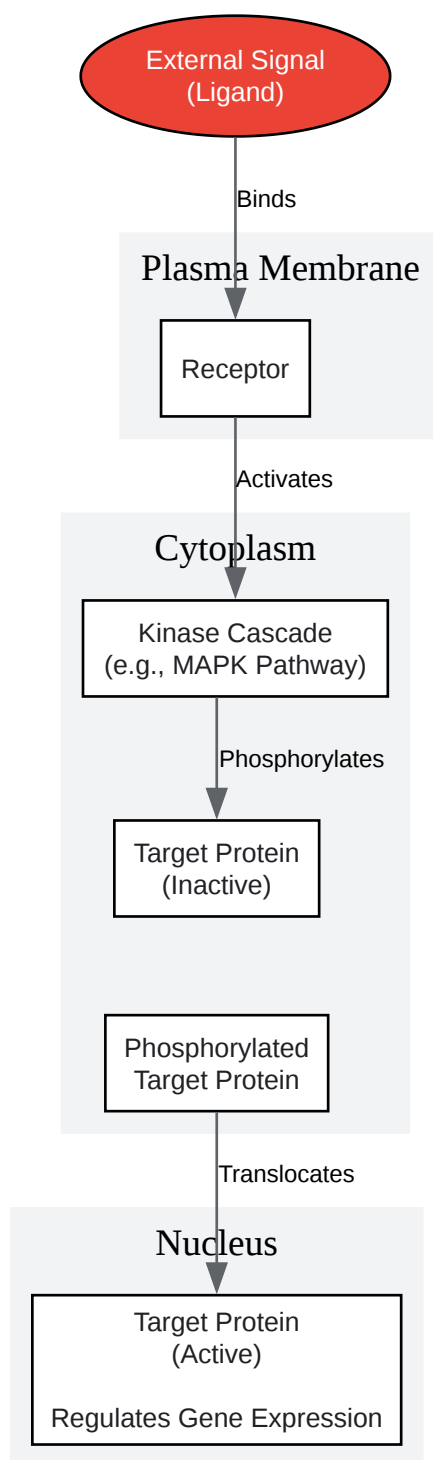 External Signal
(Ligand)
Binds
Plasma Membrane
Receptor
Activates
Cytoplasm
Kinase Cascade
(e.g., MAPK Pathway)
Phosphorylates
Target Protein
(Inactive)
Phosphorylated
Target Protein
Translocates
Nucleus
Target Protein
(Active)
Regulates Gene Expression